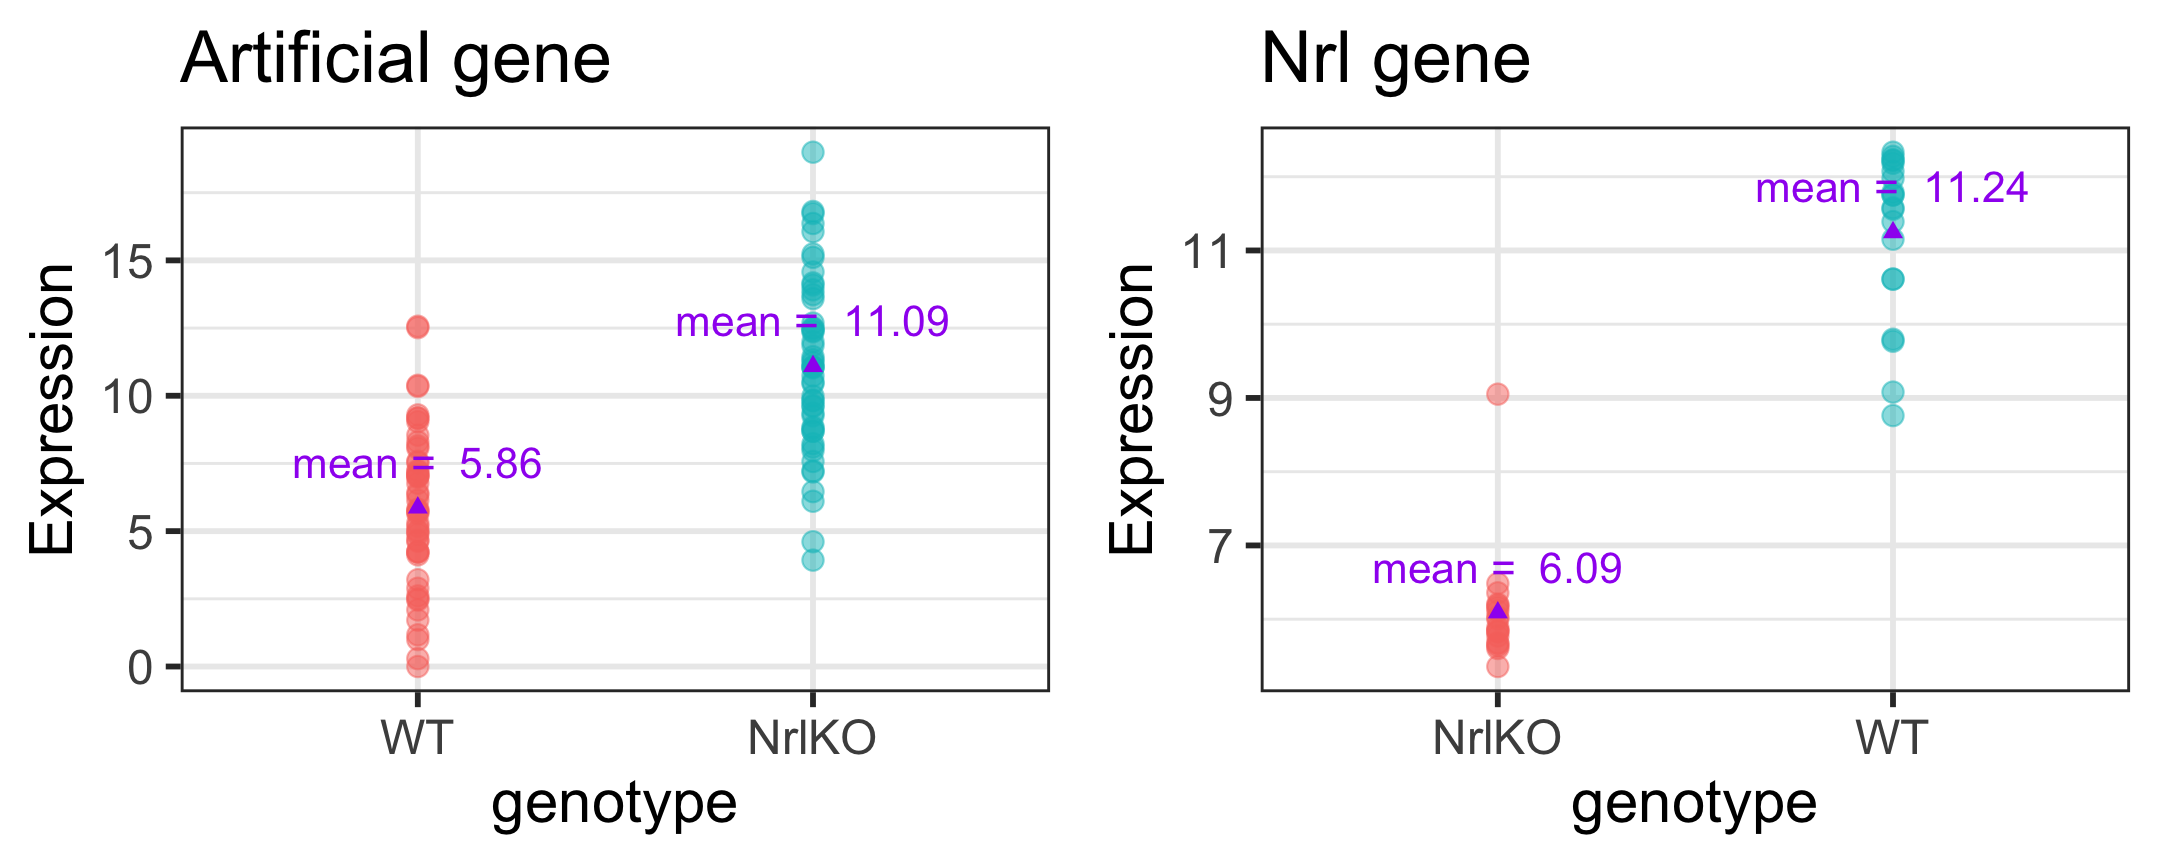 Artificial gene
Expression
15
10
5
0
mean = 5.86
mean = 11.09
WT
NrlKO
genotype
Nrl gene
Expression
11
9
7
mean = 6.09
mean = 11.24
NrlKO
WT
genotype